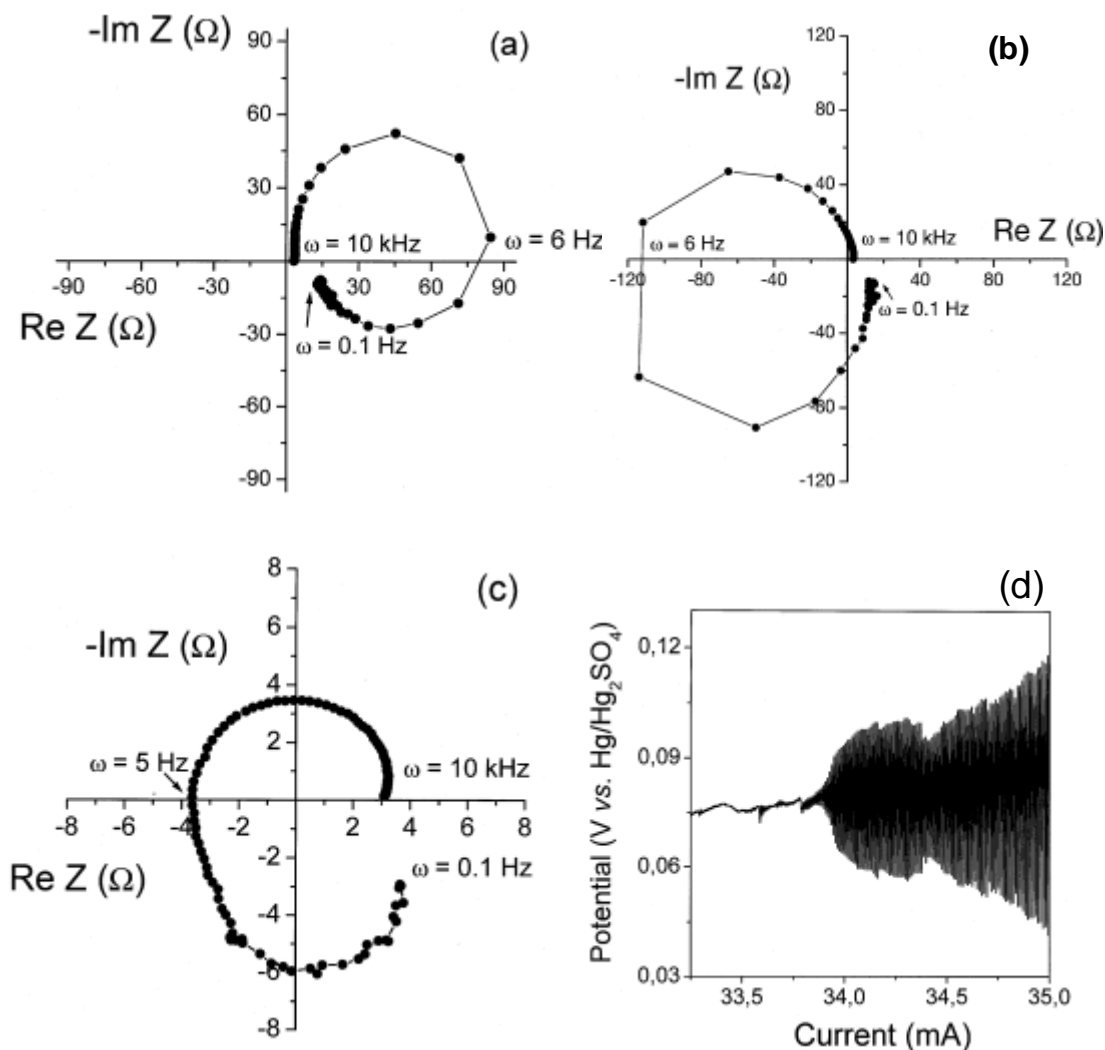 -Im Z (Ω)
(a)
90
60
30
-90 -60 -30 30 60 90
ω = 10 kHz
ω = 6 Hz
ω = 0.1 Hz
Re Z (Ω)
-30
-60
-90
(b)
120
-Im Z (Ω)
80
40
ω = 6 Hz
ω = 10 kHz
Re Z (Ω)
-120 -80 -40 40 80 120
ω = 0.1 Hz
-40
-80
-120
(c)
8
-Im Z (Ω)
6
4
2
ω = 5 Hz
ω = 10 kHz
-8 -6 -4 -2 2 4 6 8
Re Z (Ω)
ω = 0.1 Hz
-2
-4
-6
-8
(d)
Potential (V vs. Hg/Hg2SO4)
0,12
0,09
0,06
0,03
33,5 34,0 34,5 35,0
Current (mA)